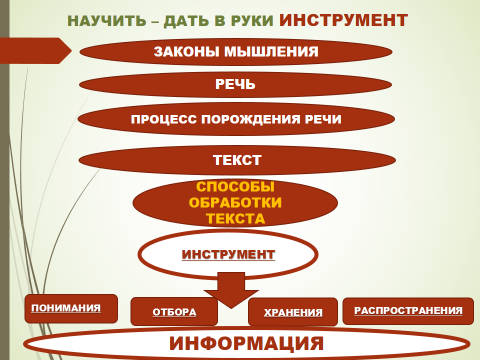 НАУЧИТЬ – ДАТЬ В РУКИ ИНСТРУМЕНТ
ЗАКОНЫ МЫШЛЕНИЯ
РЕЧЬ
ПРОЦЕСС ПОРОЖДЕНИЯ РЕЧИ
ТЕКСТ
СПОСОБЫ
ОБРАБОТКИ
ТЕКСТА
ИНСТРУМЕНТ
ПОНИМАНИЯ
ОТБОРА
ХРАНЕНИЯ
РАСПРОСТРАНЕНИЯ
ИНФОРМАЦИЯ